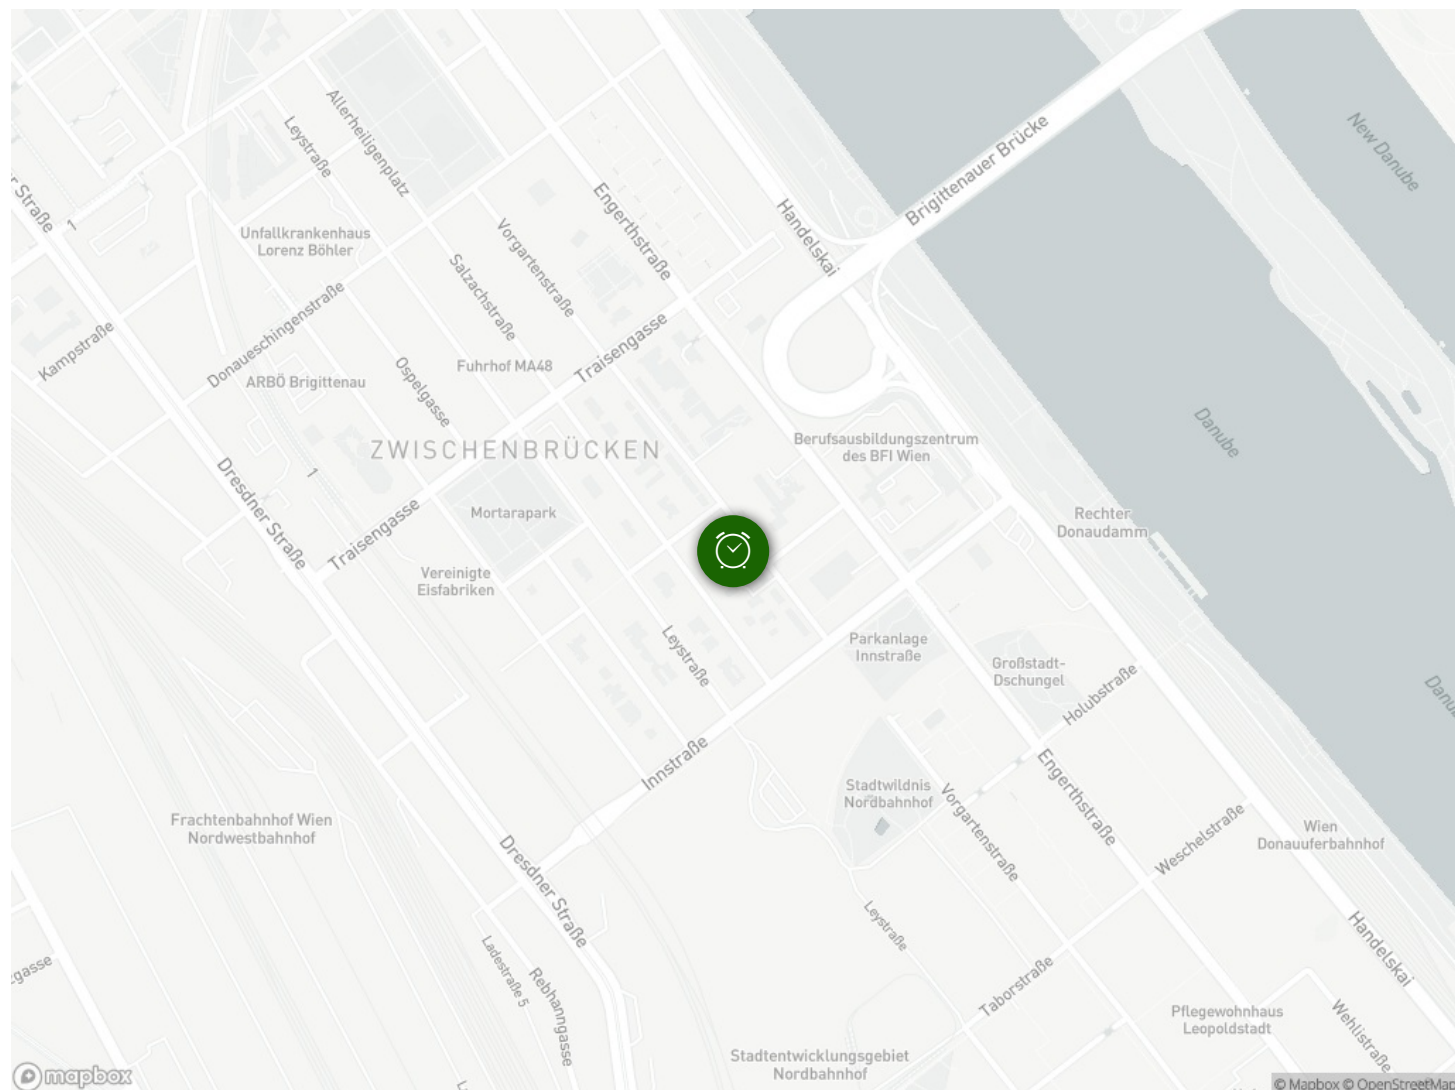 New Danube
Brigittenauer Brücke
Allerheiligenplatz
Leystraße
Handelskai
Engerthstraße
1
Unfallkrankenhaus
Lorenz Böhler
Vorgartenstraße
Salzachstraße
Donaueschingenstraße
Kampstraße
Traisengasse
Fuhrhof MA48
ARBÖ Brigittenau
Ospelgasse
Danube
ZWISCHENBRÜCKEN
Berufsausbildungszentrum
des BFI Wien
Dresdner Straße
1
Mortarapark
Traisengasse
Rechter
Donaudamm
Vereinigte
Eisfabriken
Leystraße
Parkanlage
Innstraße
Großstadt-
Dschungel
Holubstraße
Innstraße
Stadtwildnis
Nordbahnhof
Engerthstraße
Vorgartenstraße
Frachtenbahnhof Wien
Nordwestbahnhof
Weschelstraße
Wien
Donauuferbahnhof
Dresdner Straße
Leystraße
Handelskai
Ladestraße 5
Rebhanngasse
Taborstraße
Pflegewohnhaus
Leopoldstadt
Wehlistraße
Stadtentwicklungsgebiet
Nordbahnhof
mapbox
© Mapbox © OpenStreetMap